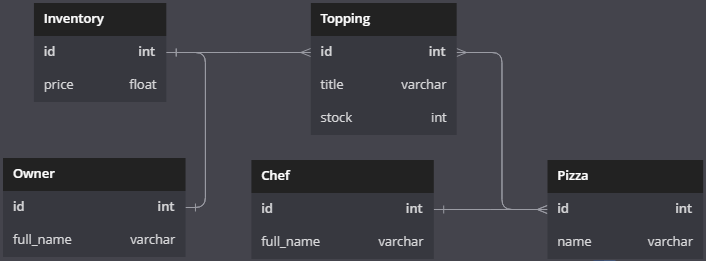 Inventory
id int
price float
Topping
id int
title varchar
stock int
Owner
id int
full_name varchar
Chef
id int
full_name varchar
Pizza
id int
name varchar